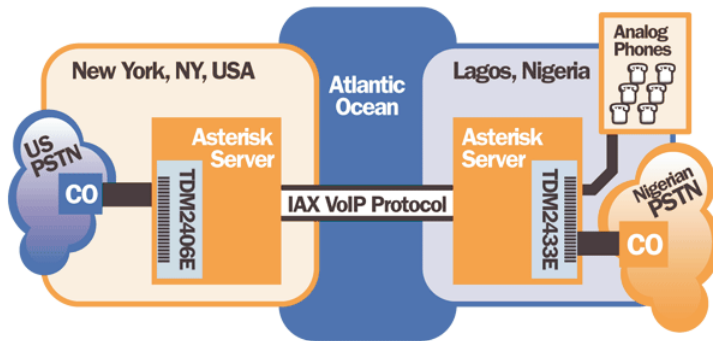 New York, NY, USA
US
PSTN
CO
Asterisk
Server
TDM2406E
Atlantic
Ocean
IAX VoIP Protocol
Lagos, Nigeria
Asterisk
Server
TDM2433E
Analog
Phones
Nigerian
PSTN
CO